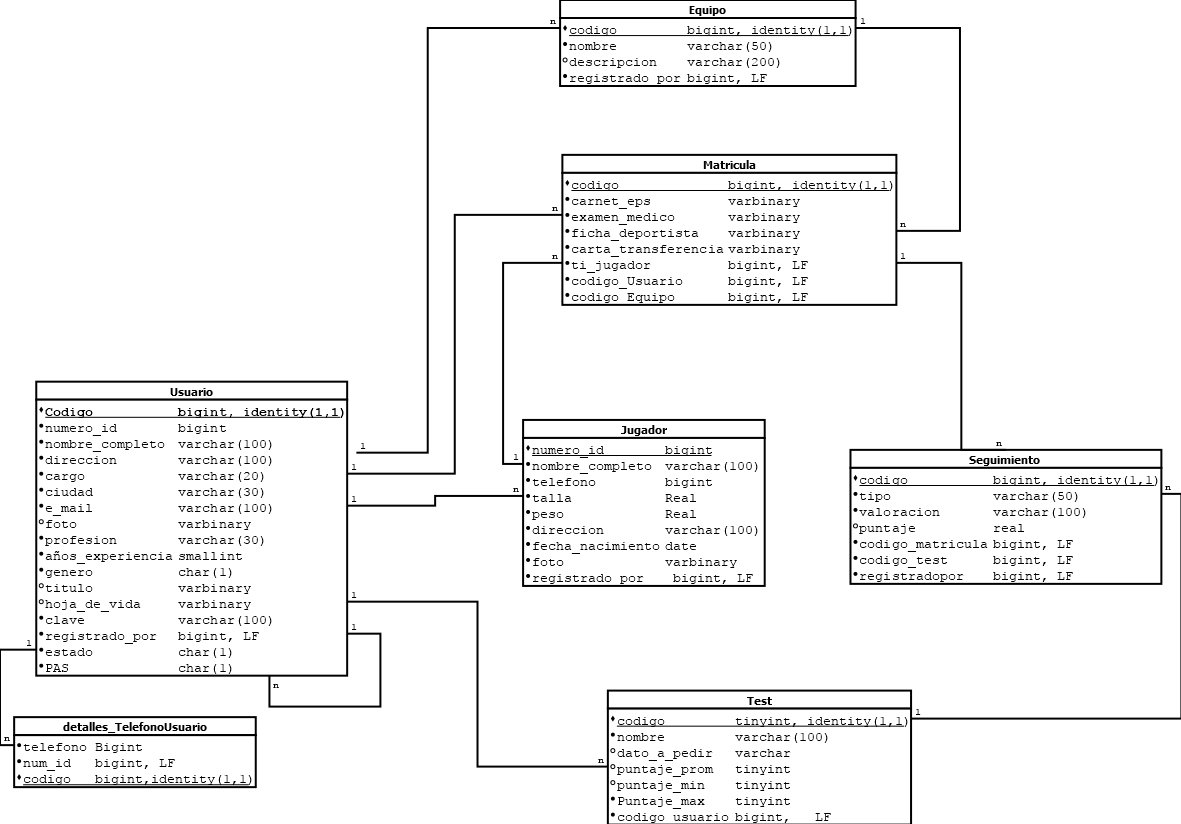 Equipo
n
1
codigo bigint, identity(1,1)
nombre varchar(50)
descripcion varchar(200)
registrado por bigint, LF
Matricula
codigo bigint, identity(1,1)
carnet_eps varbinary
n
examen_medico varbinary
ficha_deportista varbinary
n
carta_transferencia varbinary
n
1
ti_jugador bigint, LF
codigo_Usuario bigint, LF
codigo Equipo bigint, LF
Usuario
Codigo bigint, identity(1,1)
numero_id bigint
nombre_completo varchar(100)
1
direccion varchar(100)
1
cargo varchar(20)
ciudad varchar(30)
1
e_mail varchar(100)
foto varbinary
profesion varchar(30)
años_experiencia smallint
genero char(1)
titulo varbinary
1
hoja_de_vida varbinary
clave varchar(100)
1
registrado_por bigint, LF
1
estado char(1)
PAS char(1)
n
Jugador
numero_id bigint
1
nombre_completo varchar(100)
telefono bigint
n
talla Real
peso Real
direccion varchar(100)
fecha_nacimiento date
foto varbinary
registrado por bigint, LF
n
Seguimiento
codigo bigint, identity(1,1)
n
tipo varchar(50)
valoracion varchar(100)
puntaje real
codigo_matricula bigint, LF
codigo_test bigint, LF
registradopor bigint, LF
detalles_TelefonoUsuario
n
telefono Bigint
num_id bigint, LF
codigo bigint,identity(1,1)
Test
1
codigo tinyint, identity(1,1)
nombre varchar(100)
dato_a_pedir varchar
n
puntaje_prom tinyint
puntaje_min tinyint
Puntaje_max tinyint
codigo usuario bigint, LF